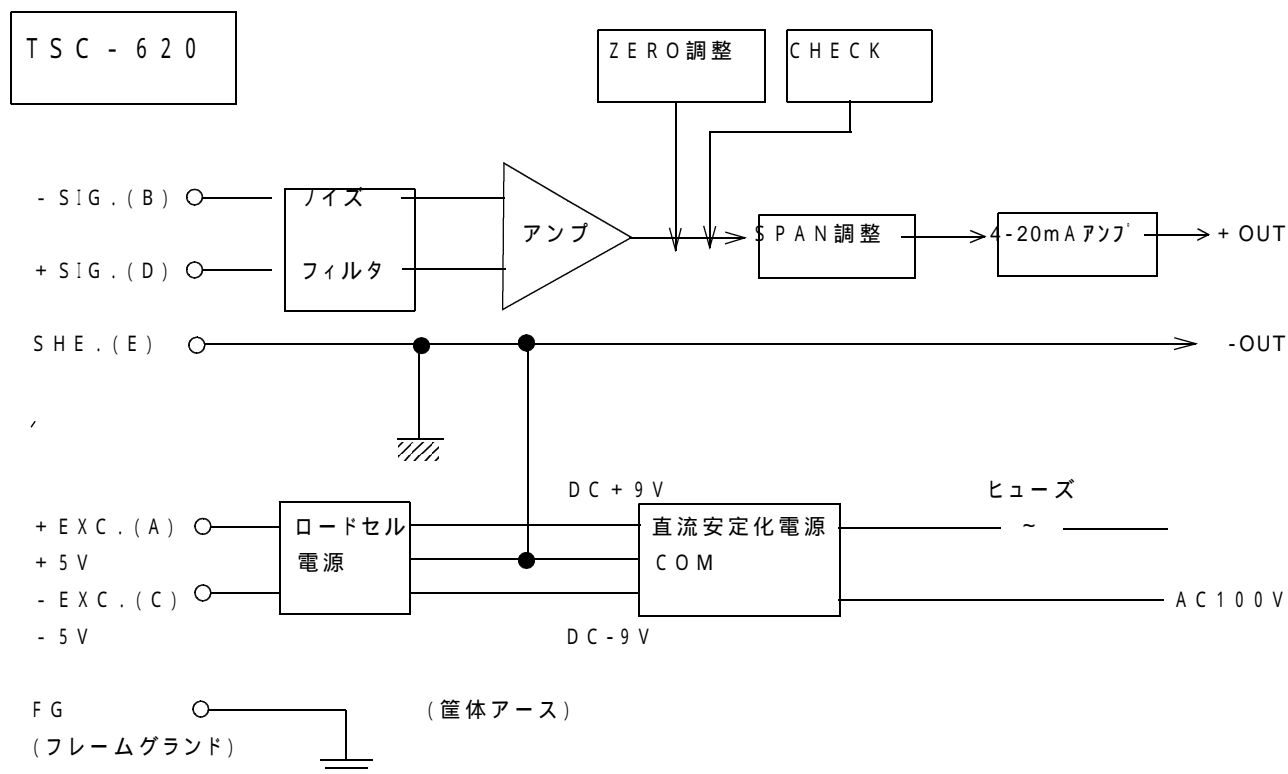 TSC-620
ZERO調整
CHECK
-SIG.(B)
ノイズ
アンプ
SPAN調整
4-20mAアンプ
+OUT
+SIG.(D)
フィルタ
SHE.(E)
-OUT
DC+9V
ヒューズ
+EXC.(A)
ロードセル
直流安定化電源
~
+5V
電源
COM
-EXC.(C)
AC100V
-5V
DC-9V
FG
(筐体アース)
(フレームグランド)